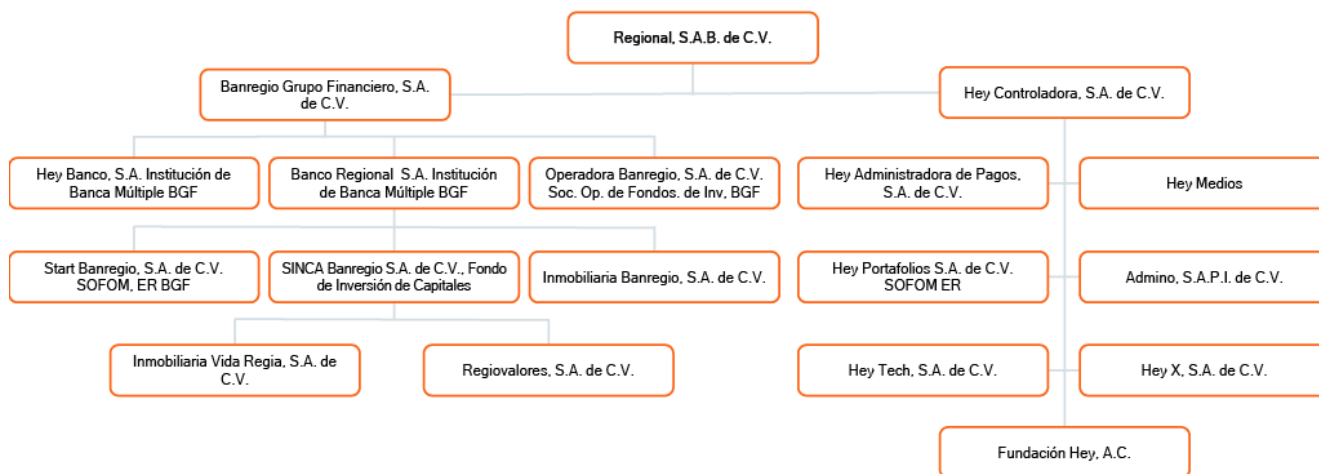 Regional, S.A.B. de C.V.
Banregio Grupo Financiero, S.A.
de C.V.
Hey Controladora, S.A. de C.V.
Hey Banco, S.A. Institución de
Banca Múltiple BGF
Banco Regional S.A. Institución
de Banca Múltiple BGF
Operadora Banregio, S.A. de C.V.
Soc. Op. de Fondos. de Inv, BGF
Hey Administradora de Pagos,
S.A. de C.V.
Hey Medios
Start Banregio, S.A. de C.V.
SOFOM, ER BGF
SINCA Banregio S.A. de C.V., Fondo
de Inversión de Capitales
Inmobiliaria Banregio, S.A. de C.V.
Hey Portafolios S.A. de C.V.
SOFOM ER
Admino, S.A.P.I. de C.V.
Inmobiliaria Vida Regia, S.A. de
C.V.
Regiovalores, S.A. de C.V.
Hey Tech, S.A. de C.V.
Hey X, S.A. de C.V.
Fundación Hey, A.C.